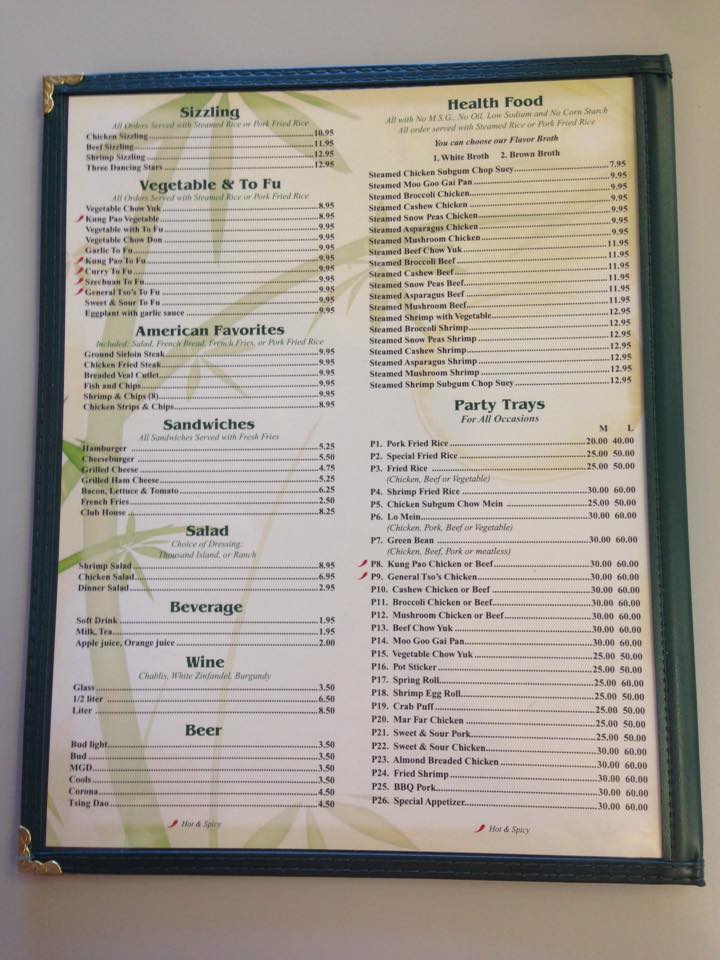 Sizzling
All Orders Served with Steamed Rice or Pork Fried Rice
Chicken Sizzling 10.95
Beef Sizzling 11.95
Shrimp Sizzling 12.95
Three Dancing Stars 12.95
Vegetable & To Fu
All Orders Served with Steamed Rice or Pork Fried Rice
Vegetable Chow Yuk 8.95
Kung Pao Vegetable 8.95
Vegetable with To Fu 9.95
Vegetable Chow Don 9.95
Garlic To Fu 9.95
Kung Pao To Fu 9.95
Curry To Fu 9.95
Szechuan To Fu 9.95
General Tso's To Fu 9.95
Sweet & Sour To Fu 9.95
Eggplant with garlic sauce 9.95
American Favorites
Included: Salad, French Bread, French Fries, or Pork Fried Rice
Ground Sirloin Steak 9.95
Chicken Fried Steak 9.95
Breaded Veal Cutlet 9.95
Fish and Chips 9.95
Shrimp & Chips (8) 9.95
Chicken Strips & Chips 8.95
Sandwiches
All Sandwiches Served with Fresh Fries
Hamburger 5.25
Cheeseburger 5.50
Grilled Cheese 4.75
Grilled Ham Cheese 5.25
Bacon, Lettuce & Tomato 6.25
French Fries 2.50
Club House 8.25
Salad
Choice of Dressing:
Thousand Island, or Ranch
Shrimp Salad 8.95
Chicken Salad 6.95
Dinner Salad 2.95
Beverage
Soft Drink 1.95
Milk, Tea 1.95
Apple juice, Orange juice 2.00
Wine
Chablis, White Zinfandel, Burgundy
Glass 3.50
1/2 liter 6.50
Liter 8.50
Beer
Bud light 3.50
Bud 3.50
MGD 3.50
Cools 3.50
Corona 4.50
Tsing Dao 4.50
Hot & Spicy
Health Food
All with No M.S.G., No Oil, Low Sodium and No Corn Starch
All order served with Steamed Rice or Pork Fried Rice
You can choose our Flavor Broth
1. White Broth 2. Brown Broth
Steamed Chicken Subgum Chop Suey 7.95
Steamed Moo Goo Gai Pan 9.95
Steamed Broccoli Chicken 9.95
Steamed Cashew Chicken 9.95
Steamed Snow Peas Chicken 9.95
Steamed Asparagus Chicken 9.95
Steamed Mushroom Chicken 9.95
Steamed Beef Chow Yuk 11.95
Steamed Broccoli Beef 11.95
Steamed Cashew Beef 11.95
Steamed Snow Peas Beef 11.95
Steamed Asparagus Beef 11.95
Steamed Mushroom Beef 11.95
Steamed Shrimp with Vegetable 12.95
Steamed Broccoli Shrimp 12.95
Steamed Snow Peas Shrimp 12.95
Steamed Cashew Shrimp 12.95
Steamed Asparagus Shrimp 12.95
Steamed Mushroom Shrimp 12.95
Steamed Shrimp Subgum Chop Suey 12.95
Party Trays
For All Occasions
M L
P1. Pork Fried Rice 20.00 40.00
P2. Special Fried Rice 25.00 50.00
P3. Fried Rice 25.00 50.00
(Chicken, Beef or Vegetable)
P4. Shrimp Fried Rice 30.00 60.00
P5. Chicken Subgum Chow Mein 25.00 50.00
P6. Lo Mein 30.00 60.00
(Chicken, Pork, Beef or Vegetable)
P7. Green Bean 30.00 60.00
(Chicken, Beef, Pork or meatless)
P8. Kung Pao Chicken or Beef 30.00 60.00
P9. General Tso's Chicken 30.00 60.00
P10. Cashew Chicken or Beef 30.00 60.00
P11. Broccoli Chicken or Beef 30.00 60.00
P12. Mushroom Chicken or Beef 30.00 60.00
P13. Beef Chow Yuk 30.00 60.00
P14. Moo Goo Gai Pan 30.00 60.00
P15. Vegetable Chow Yuk 25.00 50.00
P16. Pot Sticker 25.00 50.00
P17. Spring Roll 30.00 60.00
P18. Shrimp Egg Roll 25.00 50.00
P19. Crab Puff 25.00 50.00
P20. Mar Far Chicken 25.00 50.00
P21. Sweet & Sour Pork 25.00 50.00
P22. Sweet & Sour Chicken 30.00 60.00
P23. Almond Breaded Chicken 30.00 60.00
P24. Fried Shrimp 30.00 60.00
P25. BBQ Pork 30.00 60.00
P26. Special Appetizer 30.00 60.00
Hot & Spicy